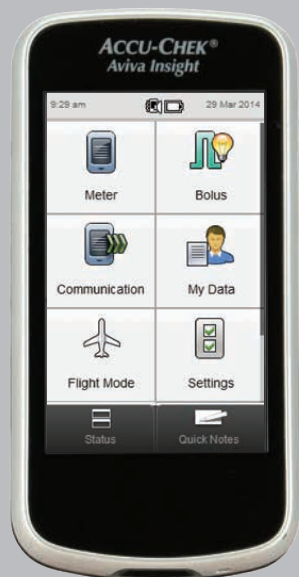 ACCU-CHEK®
Aviva Insight
9:29 am 29 Mar 2014
Meter Bolus
Communication My Data
Flight Mode Settings
Status Quick Notes